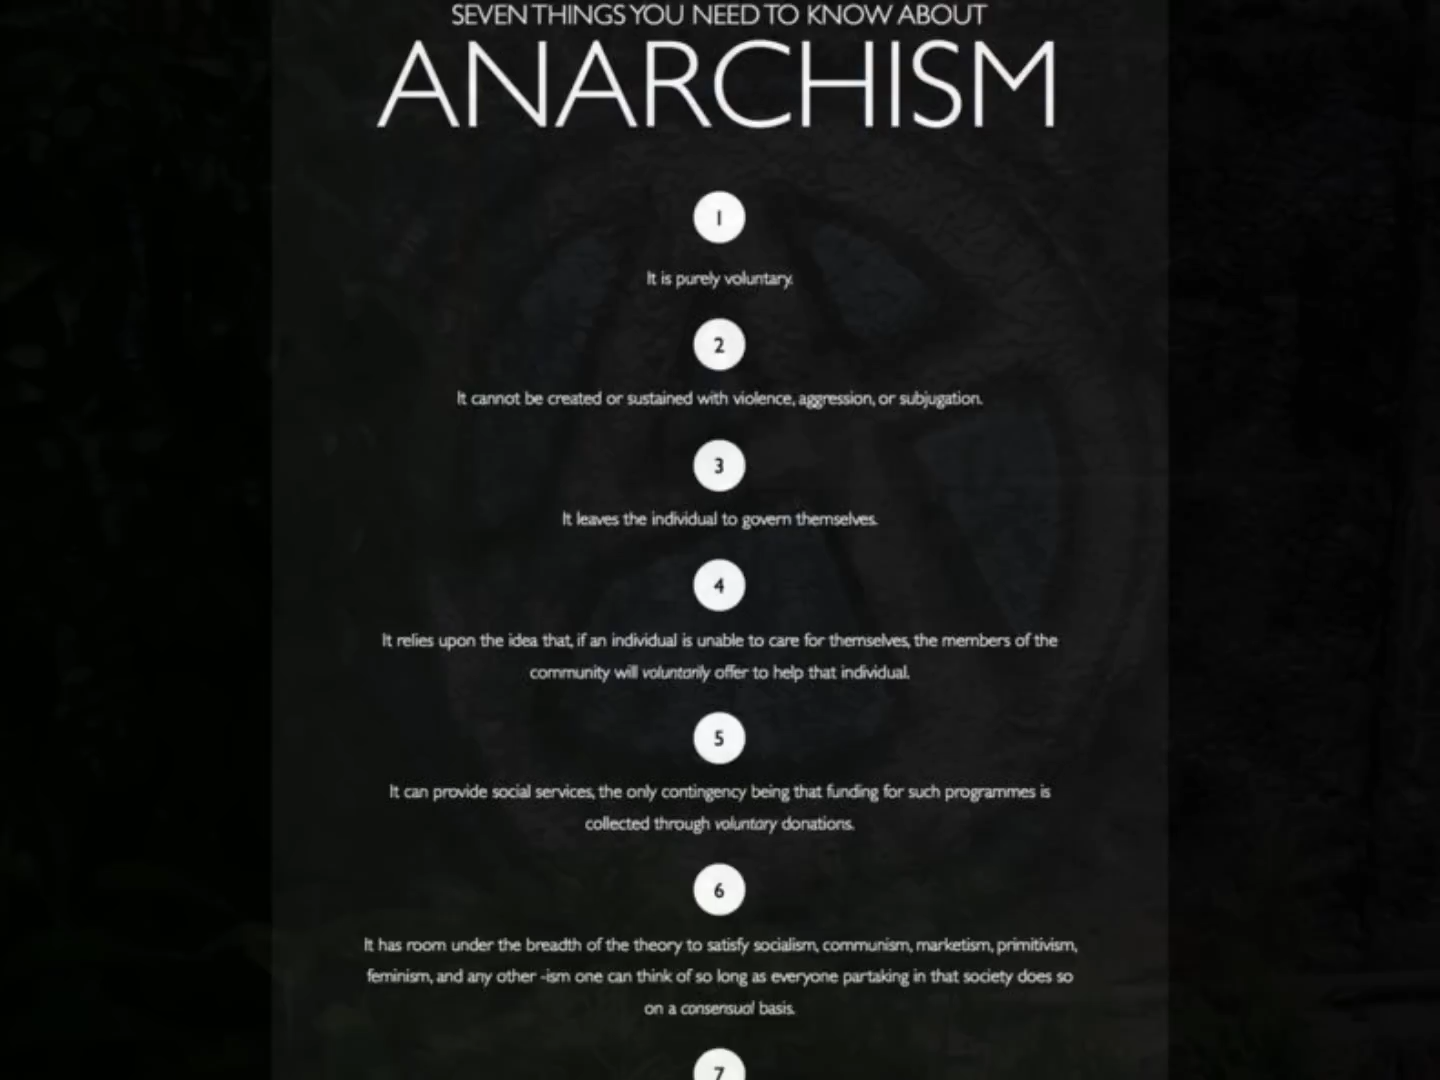 SEVEN THINGS YOU NEED TO KNOW ABOUT
ANARCHISM
1
It is purely voluntary.
2
It cannot be created or sustained with violence, aggression, or subjugation.
3
It leaves the individual to govern themselves.
4
It relies upon the idea that, if an individual is unable to care for themselves, the members of the
community will voluntarily offer to help that individual.
5
It can provide social services, the only contingency being that funding for such programmes is
collected through voluntary donations.
6
It has room under the breadth of the theory to satisfy socialism, communism, marketism, primitivism,
feminism, and any other -ism one can think of so long as everyone partaking in that society does so
on a consensual basis.
7